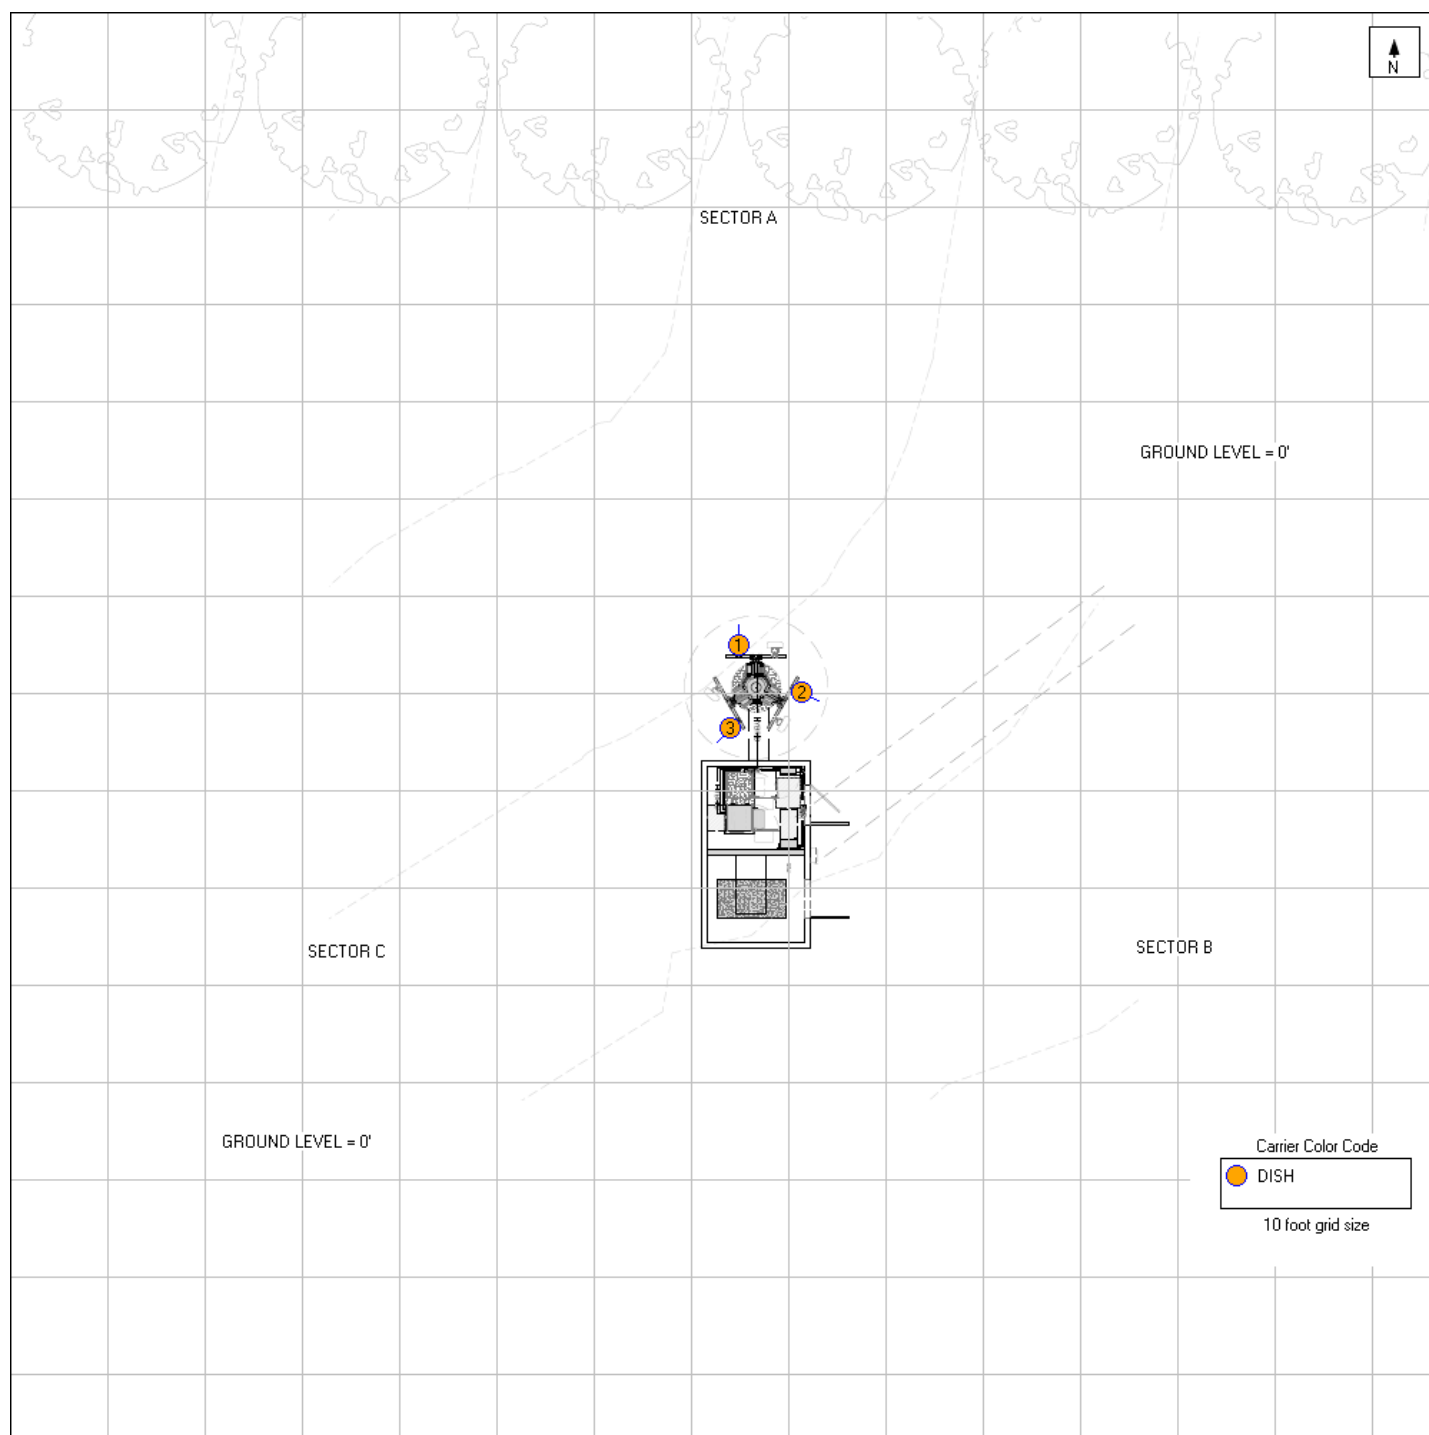 N
SECTOR A
GROUND LEVEL = 0'
1
2
3
SECTOR C
SECTOR B
GROUND LEVEL = 0'
Carrier Color Code
DISH
10 foot grid size